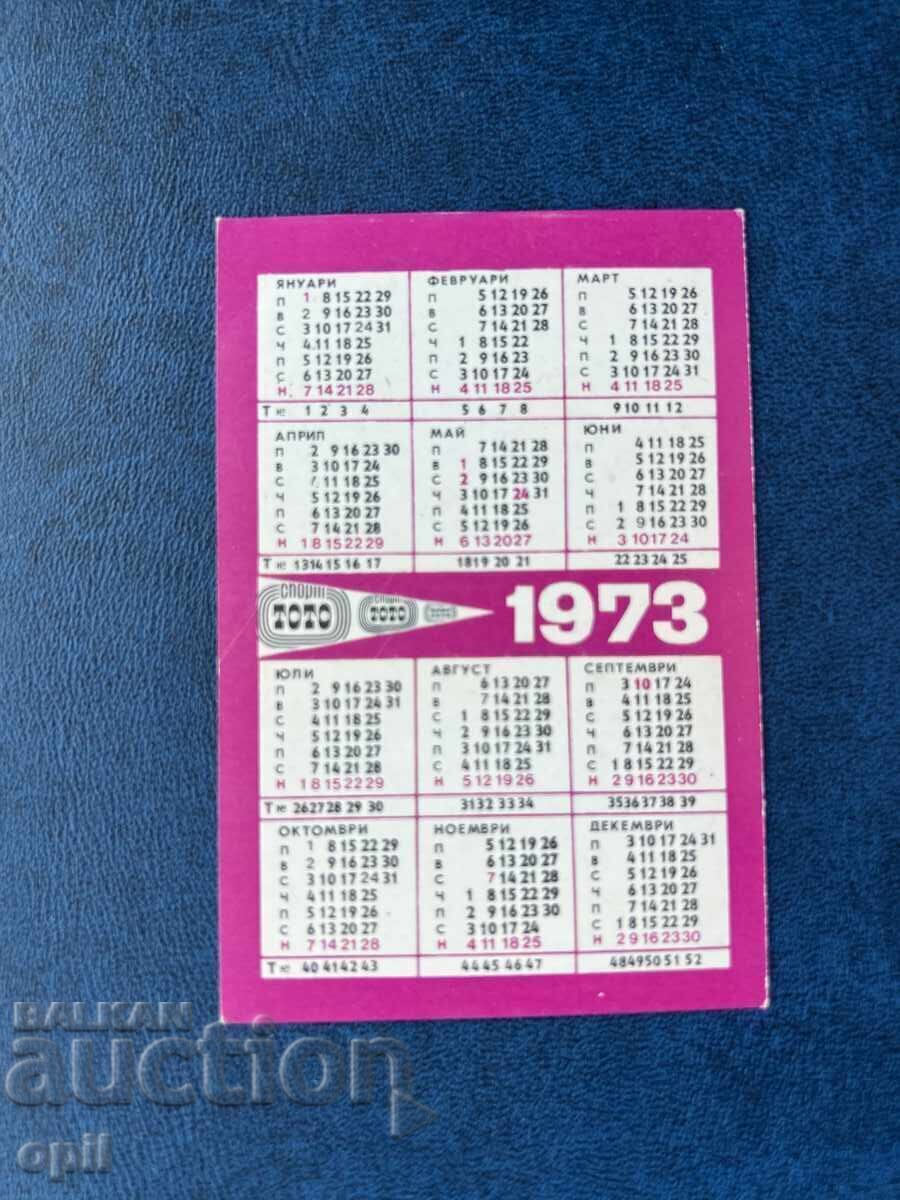 ЯНУАРИ
П 1 8 15 22 29
В 2 9 16 23 30
С 3 10 17 24 31
Ч 4 11 18 25
П 5 12 19 26
С 6 13 20 27
Н 7 14 21 28
Т № 1 2 3 4
ФЕВРУАРИ
П 5 12 19 26
В 6 13 20 27
С 7 14 21 28
Ч 1 8 15 22
П 2 9 16 23
С 3 10 17 24
Н 4 11 18 25
5 6 7 8
МАРТ
П 5 12 19 26
В 6 13 20 27
С 7 14 21 28
Ч 1 8 15 22 29
П 2 9 16 23 30
С 3 10 17 24 31
Н 4 11 18 25
9 10 11 12
АПРИЛ
П 2 9 16 23 30
В 3 10 17 24
С 4 11 18 25
Ч 5 12 19 26
П 6 13 20 27
С 7 14 21 28
Н 1 8 15 22 29
Т № 13 14 15 16 17
МАЙ
П 7 14 21 28
В 1 8 15 22 29
С 2 9 16 23 30
Ч 3 10 17 24 31
П 4 11 18 25
С 5 12 19 26
Н 6 13 20 27
18 19 20 21
ЮНИ
П 4 11 18 25
В 5 12 19 26
С 6 13 20 27
Ч 7 14 21 28
П 1 8 15 22 29
С 2 9 16 23 30
Н 3 10 17 24
22 23 24 25
спорт
ТОТО
спорт
ТОТО
1973
ЮЛИ
П 2 9 16 23 30
В 3 10 17 24 31
С 4 11 18 25
Ч 5 12 19 26
П 6 13 20 27
С 7 14 21 28
Н 1 8 15 22 29
Т № 26 27 28 29 30
АВГУСТ
П 6 13 20 27
В 7 14 21 28
С 1 8 15 22 29
Ч 2 9 16 23 30
П 3 10 17 24 31
С 4 11 18 25
Н 5 12 19 26
31 32 33 34
СЕПТЕМВРИ
П 3 10 17 24
В 4 11 18 25
С 5 12 19 26
Ч 6 13 20 27
П 7 14 21 28
С 1 8 15 22 29
Н 2 9 16 23 30
35 36 37 38 39
ОКТОМВРИ
П 1 8 15 22 29
В 2 9 16 23 30
С 3 10 17 24 31
Ч 4 11 18 25
П 5 12 19 26
С 6 13 20 27
Н 7 14 21 28
Т № 40 41 42 43
НОЕМВРИ
П 5 12 19 26
В 6 13 20 27
С 7 14 21 28
Ч 1 8 15 22 29
П 2 9 16 23 30
С 3 10 17 24
Н 4 11 18 25
44 45 46 47
ДЕКЕМВРИ
П 3 10 17 24 31
В 4 11 18 25
С 5 12 19 26
Ч 6 13 20 27
П 7 14 21 28
С 1 8 15 22 29
Н 2 9 16 23 30
48 49 50 51 52
BALKAN
auction
opil